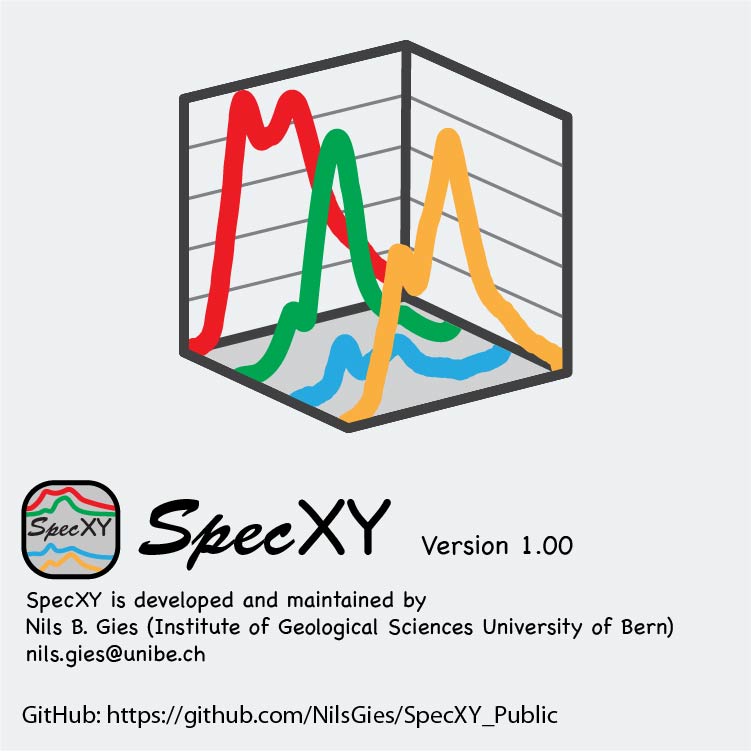 SpecXY
SpecXY Version 1.00
SpecXY is developed and maintained by
Nils B. Gies (Institute of Geological Sciences University of Bern)
nils.gies@unibe.ch
GitHub: https://github.com/NilsGies/SpecXY_Public